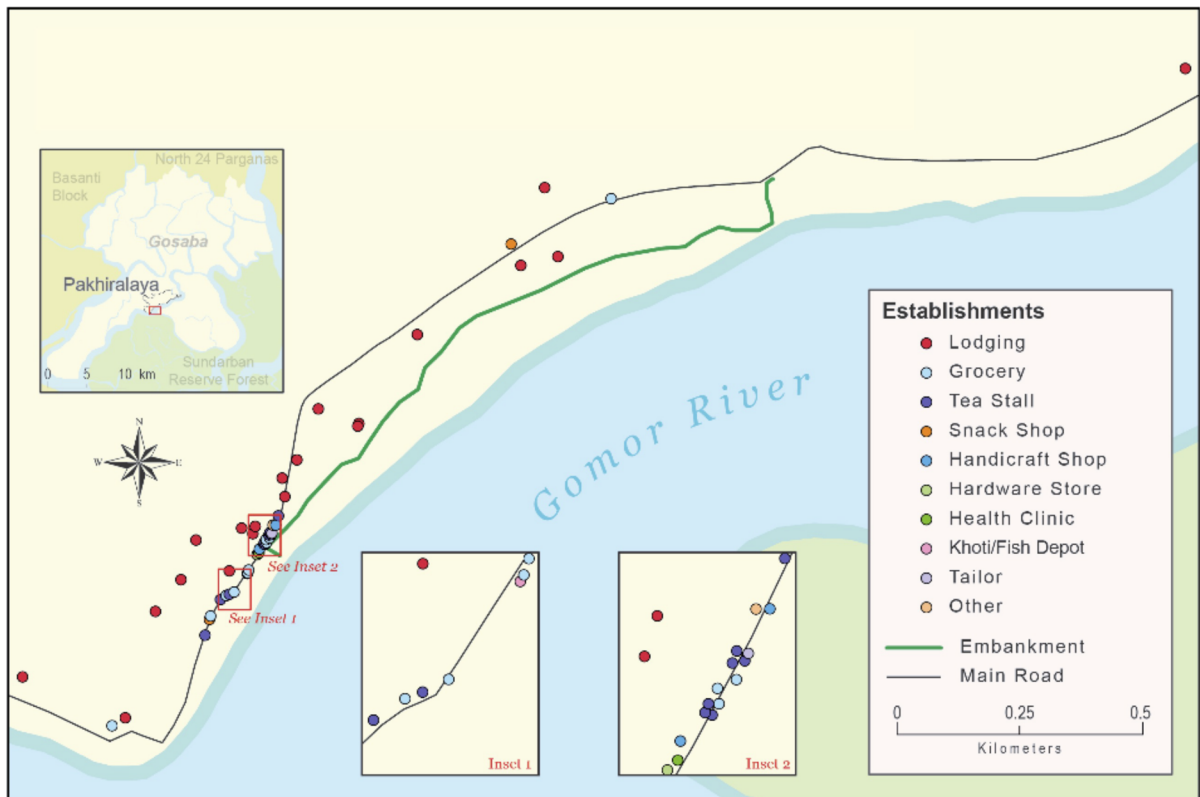 North 24 Parganas
Basanti
Block
Gosaba
Pakhiralaya
Sundarban
Reserve Forest
0 5 10 km
N
W E
S
Gomor River
See Inset 2
See Inset 1
Inset 1
Inset 2
Establishments
Lodging
Grocery
Tea Stall
Snack Shop
Handicraft Shop
Hardware Store
Health Clinic
Khoti/Fish Depot
Tailor
Other
Embankment
Main Road
0 0.25 0.5
Kilometers